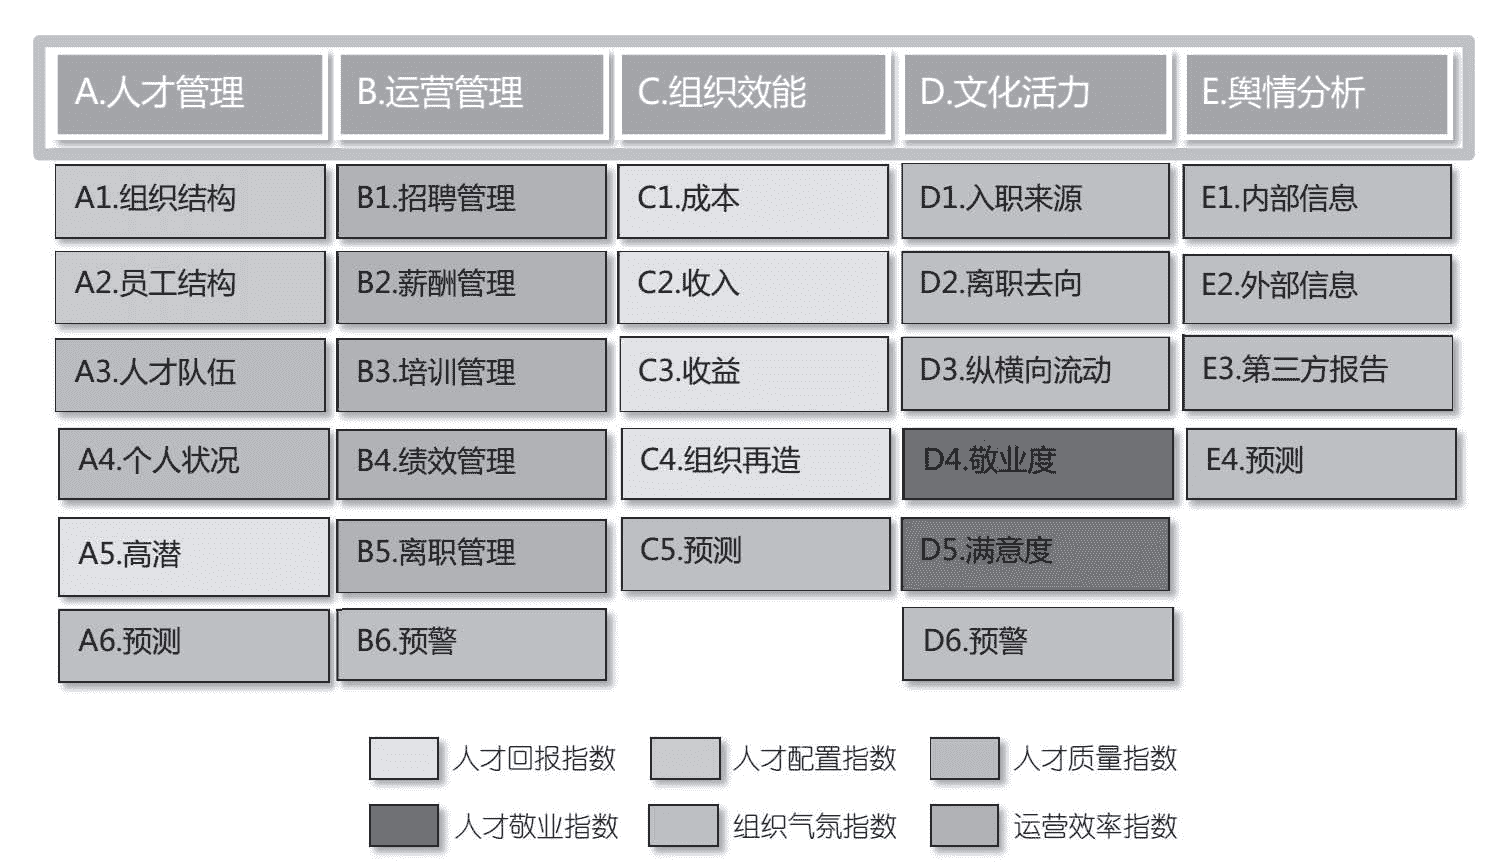 A.人才管理
B.运营管理
C.组织效能
D.文化活力
E.舆情分析
A1.组织结构
B1.招聘管理
C1.成本
D1.入职来源
E1.内部信息
A2.员工结构
B2.薪酬管理
C2.收入
D2.离职去向
E2.外部信息
A3.人才队伍
B3.培训管理
C3.收益
D3.纵横向流动
E3.第三方报告
A4.个人状况
B4.绩效管理
C4.组织再造
D4.敬业度
E4.预测
A5.高潜
B5.离职管理
C5.预测
D5.满意度
A6.预测
B6.预警
D6.预警
人才回报指数
人才配置指数
人才质量指数
人才敬业指数
组织气氛指数
运营效率指数